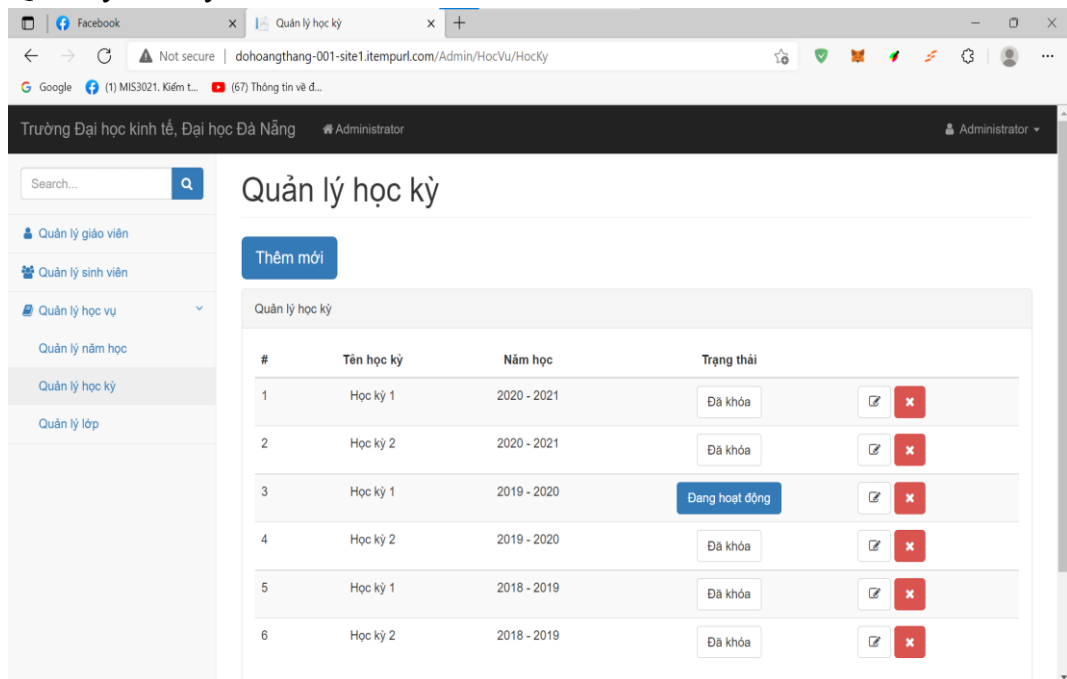 Facebook
Quản lý học kỳ
Not secure
dohoangthang-001-site1.itempurl.com/Admin/HocVu/HocKy
Google
(1) MIS3021. Kiểm t...
(67) Thông tin về đ...
Trường Đại học kinh tế, Đại học Đà Nẵng
Administrator
Administrator
Search...
Quản lý học kỳ
Quản lý giáo viên
Thêm mới
Quản lý sinh viên
Quản lý học vụ
Quản lý học kỳ
Quản lý năm học
Quản lý học kỳ
Quản lý lớp
# Tên học kỳ Năm học Trạng thái
1 Học kỳ 1 2020 - 2021 Đã khóa
2 Học kỳ 2 2020 - 2021 Đã khóa
3 Học kỳ 1 2019 - 2020 Đang hoạt động
4 Học kỳ 2 2019 - 2020 Đã khóa
5 Học kỳ 1 2018 - 2019 Đã khóa
6 Học kỳ 2 2018 - 2019 Đã khóa